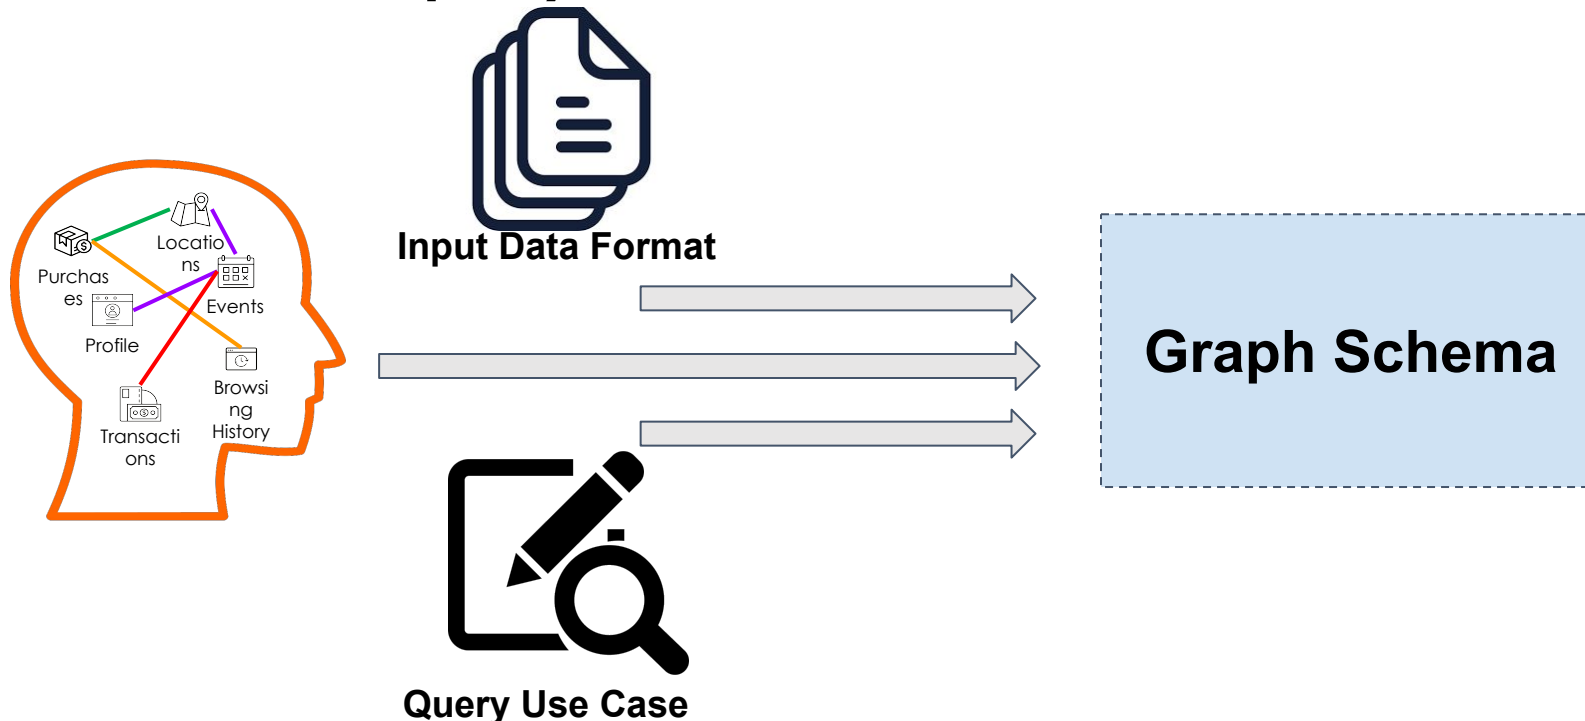 Input Data Format
Locatio
ns
Purchas
es
Events
Profile
Browsi
ng
History
Transacti
ons
Graph Schema
Query Use Case